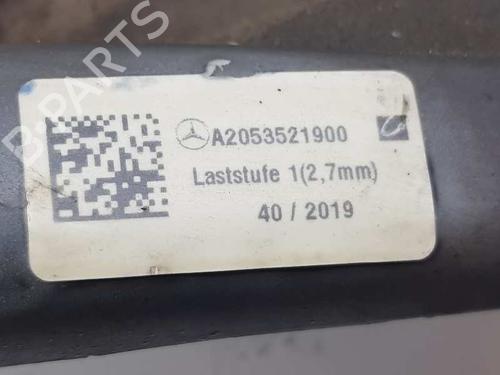 A2053521900
Laststufe 1(2,7mm)
40 / 2019
B-PARTS